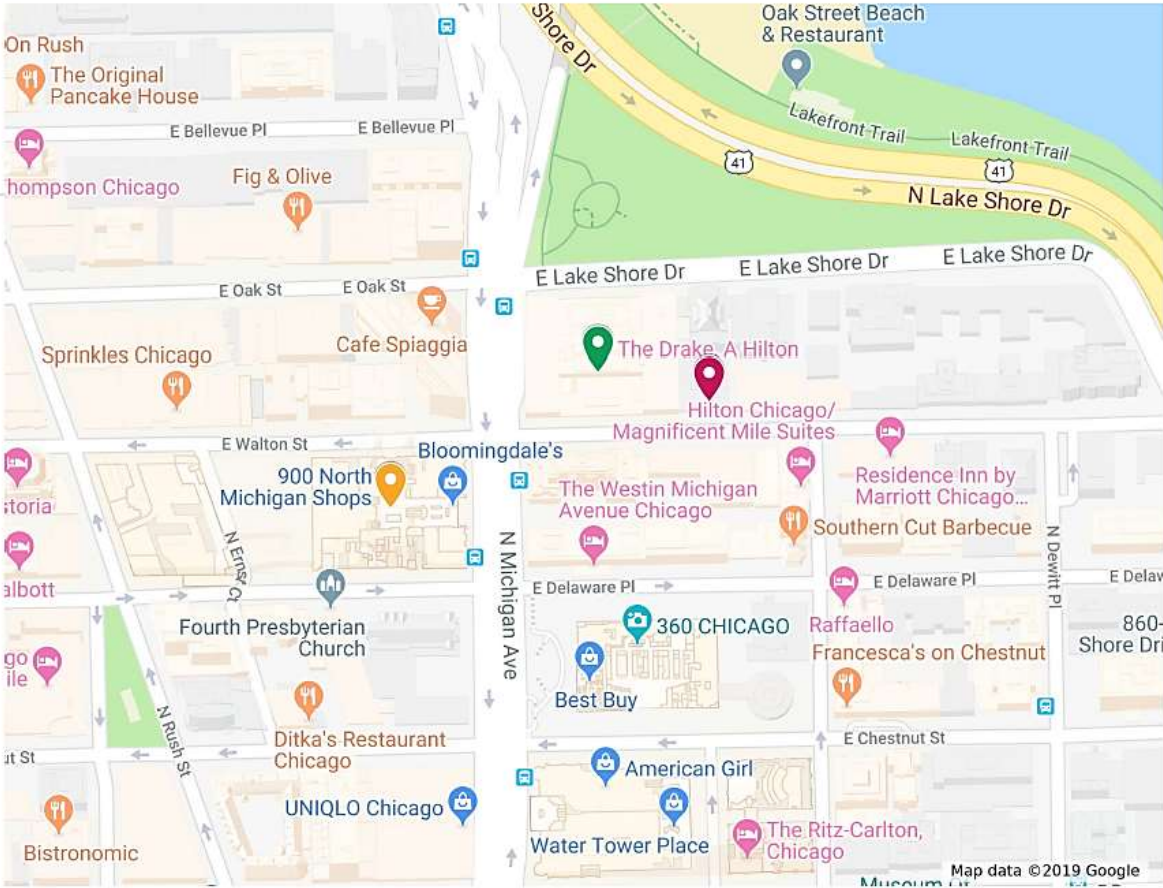 Shore Dr
Oak Street Beach
& Restaurant
On Rush
The Original
Pancake House
E Bellevue Pl
E Bellevue Pl
Lakefront Trail
Lakefront Trail
41
41
Thompson Chicago
Fig & Olive
N Lake Shore Dr
E Lake Shore Dr
E Lake Shore Dr
E Lake Shore Dr
E Oak St
E Oak St
Cafe Spiaggia
Sprinkles Chicago
The Drake, A Hilton
Hilton Chicago/
Magnificent Mile Suites
E Walton St
Bloomingdale's
900 North
Michigan Shops
The Westin Michigan
Avenue Chicago
Residence Inn by
Marriott Chicago...
storia
Southern Cut Barbecue
N Ernst Ct
N Michigan Ave
N Dewitt Pl
albott
E Delaware Pl
E Delaware Pl
E Delaw
Fourth Presbyterian
Church
360 CHICAGO
Raffaello
860-
Shore Dri
go
ile
Francesca's on Chestnut
Best Buy
N Rush St
Ditka's Restaurant
Chicago
E Chestnut St
ut St
American Girl
UNIQLO Chicago
Water Tower Place
The Ritz-Carlton,
Chicago
Bistronomic
Map data ©2019 Google